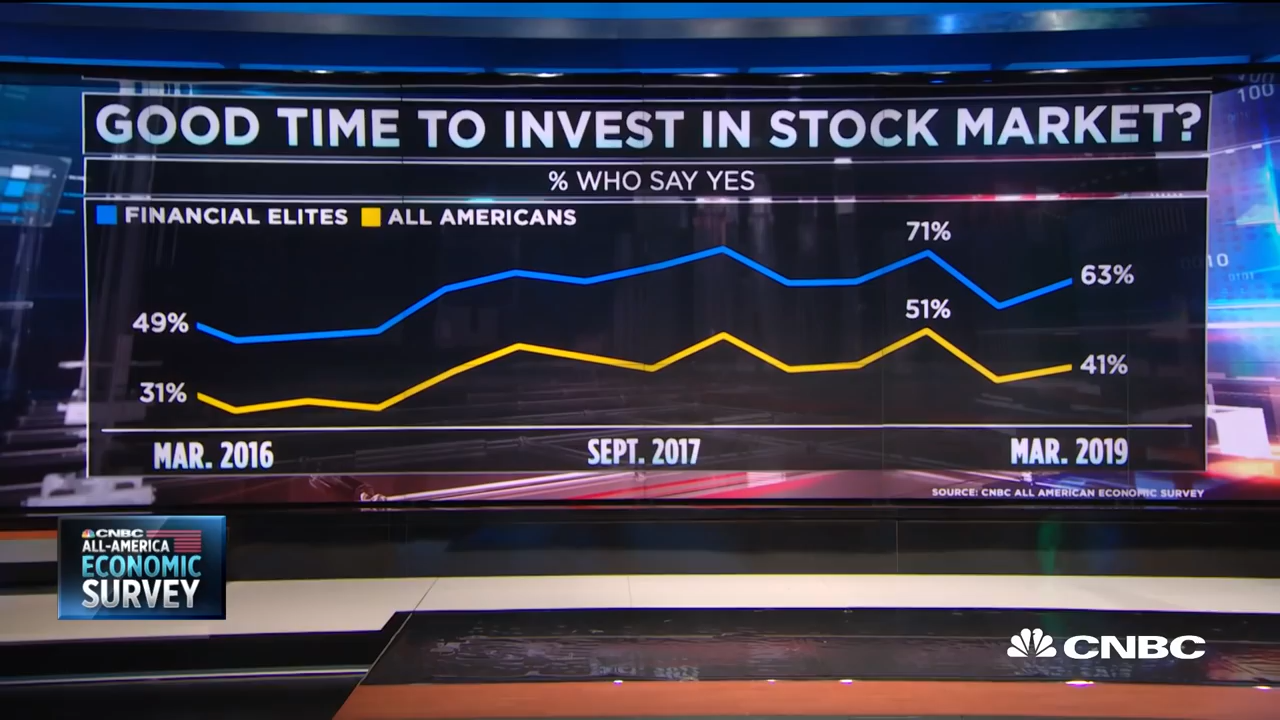 GOOD TIME TO INVEST IN STOCK MARKET?
% WHO SAY YES
FINANCIAL ELITES ALL AMERICANS
71%
63%
49%
51%
41%
31%
MAR. 2016 SEPT. 2017 MAR. 2019
SOURCE: CNBC ALL AMERICAN ECONOMIC SURVEY
CNBC
ALL-AMERICA
ECONOMIC
SURVEY
CNBC
100